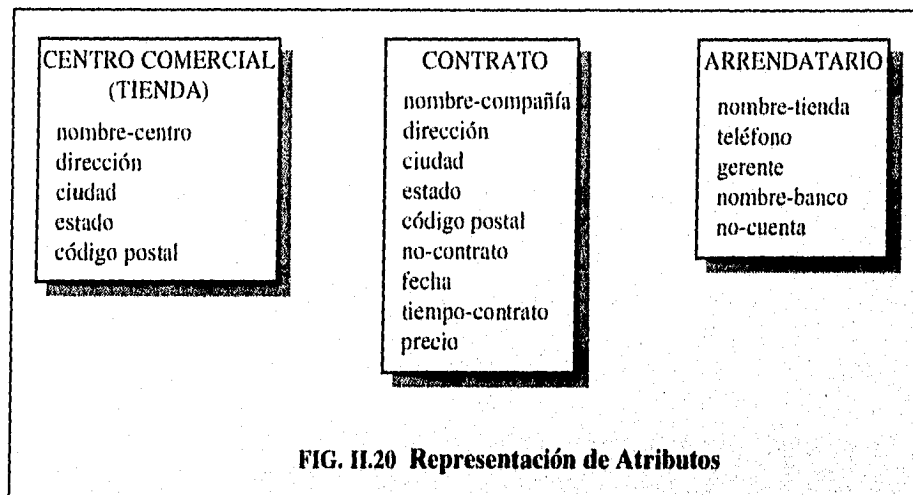 CENTRO COMERCIAL
(TIENDA)
nombre-centro
dirección
ciudad
estado
código postal
CONTRATO
nombre-compañía
dirección
ciudad
estado
código postal
no-contrato
fecha
tiempo-contrato
precio
ARRENDATARIO
nombre-tienda
teléfono
gerente
nombre-banco
no-cuenta
FIG. II.20 Representación de Atributos